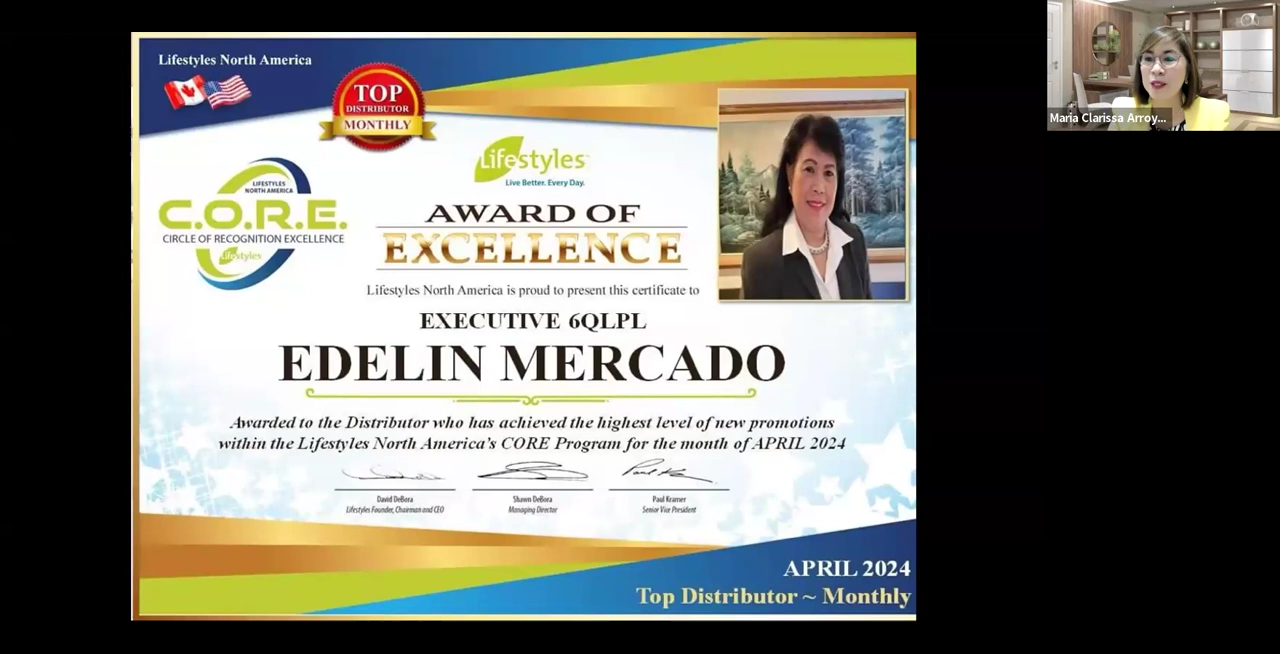 Lifestyles North America
TOP
DISTRIBUTOR
MONTHLY
Lifestyles
Live Better. Every Day.
LIFESTYLES
NORTH AMERICA
C.O.R.E.
CIRCLE OF RECOGNITION EXCELLENCE
Lifestyles
AWARD OF
EXCELLENCE
Lifestyles North America is proud to present this certificate to
EXECUTIVE 6QLPL
EDELIN MERCADO
Awarded to the Distributor who has achieved the highest level of new promotions
within the Lifestyles North America's CORE Program for the month of APRIL 2024
David DeBora
Lifestyles Founder, Chairman and CEO
Shawn DeBora
Managing Director
Paul Kramer
Senior Vice President
APRIL 2024
Top Distributor ~ Monthly
Maria Clarissa Arroy...